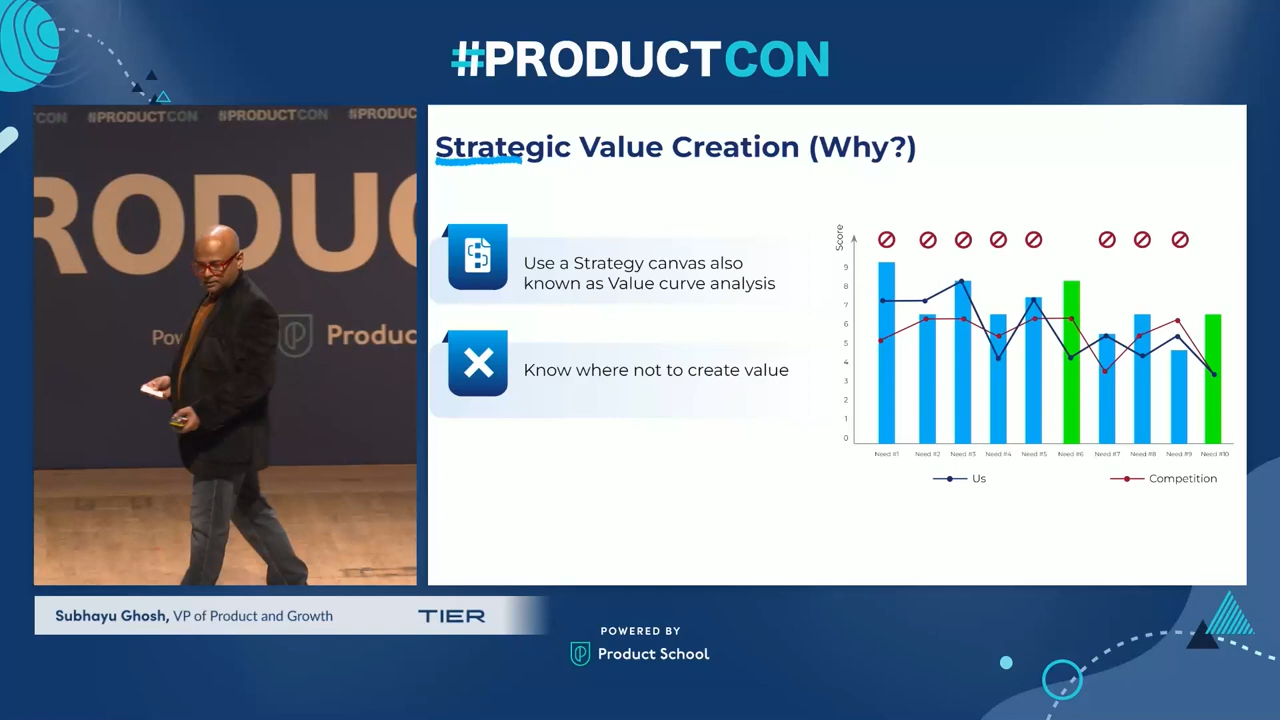 #PRODUCTCON
CON #PRODUCTCON #PRODUCTCON #PRODUC
RODUC
Pow
Produc
Strategic Value Creation (Why?)
Use a Strategy canvas also
known as Value curve analysis
Know where not to create value
Score
9
8
7
6
5
4
3
2
1
0
Need #1 Need #2 Need #3 Need #4 Need #5 Need #6 Need #7 Need #8 Need #9 Need #10
Us Competition
Subhayu Ghosh, VP of Product and Growth TIER
POWERED BY
Product School